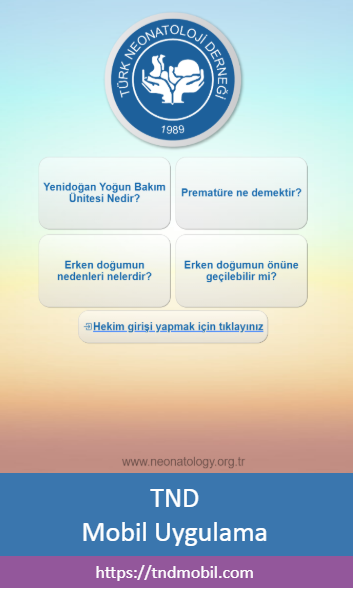 TÜRK NEONATOLOJİ DERNEĞİ
1989
Yenidoğan Yoğun Bakım
Ünitesi Nedir?
Prematüre ne demektir?
Erken doğumun
nedenleri nelerdir?
Erken doğumun önüne
geçilebilir mi?
Hekim girişi yapmak için tıklayınız
www.neonatology.org.tr
TND
Mobil Uygulama
https://tndmobil.com